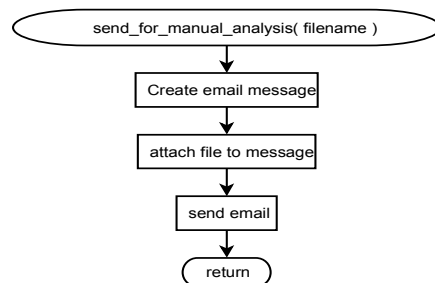 send_for_manual_analysis( filename )
Create email message
attach file to message
send email
return